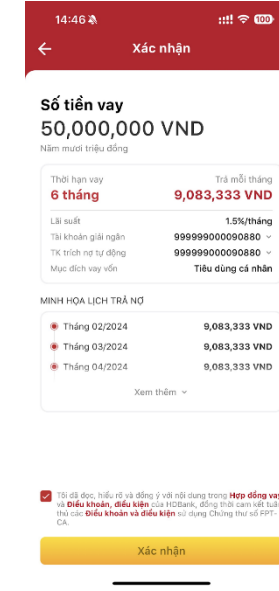 14:46
100
Xác nhận
Số tiền vay
50,000,000 VND
Năm mươi triệu đồng
Thời hạn vay Trả mỗi tháng
6 tháng 9,083,333 VND
Lãi suất 1.5%/tháng
Tài khoản giải ngân 999999000090880
TK trích nợ tự động 999999000090880
Mục đích vay vốn Tiêu dùng cá nhân
MINH HỌA LỊCH TRẢ NỢ
Tháng 02/2024 9,083,333 VND
Tháng 03/2024 9,083,333 VND
Tháng 04/2024 9,083,333 VND
Xem thêm
Tôi đã đọc, hiểu rõ và đồng ý với nội dung trong Hợp đồng vay
và Điều khoản, điều kiện của HDBank, đồng thời cam kết tuân
thủ các Điều khoản và điều kiện sử dụng Chứng thư số FPT-
CA.
Xác nhận